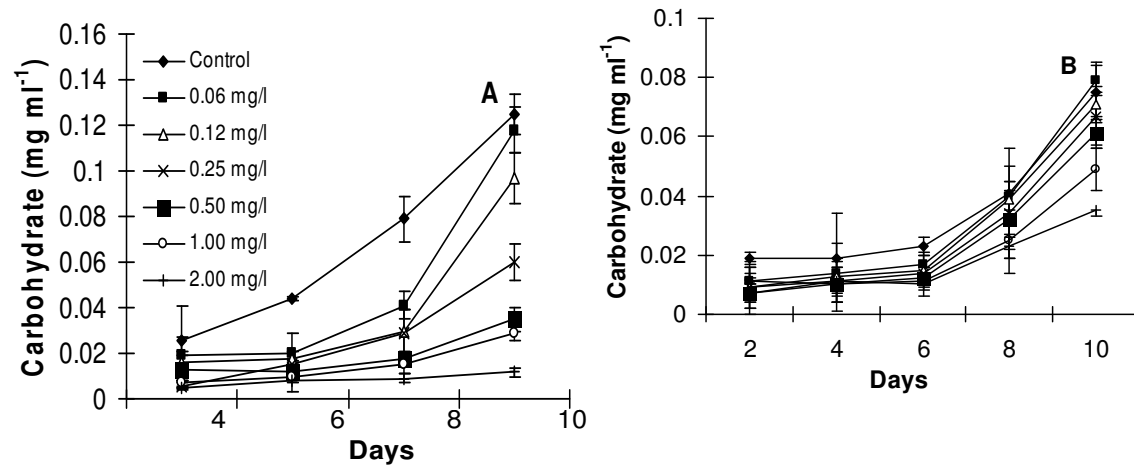 0.16
0.14
0.12
0.1
0.08
0.06
0.04
0.02
0
Carbohydrate (mg ml-1)
Control
0.06 mg/l
0.12 mg/l
0.25 mg/l
0.50 mg/l
1.00 mg/l
2.00 mg/l
A
4 6 8 10
Days
0.1
0.08
0.06
0.04
0.02
0
Carbohydrate (mg ml-1)
B
2 4 6 8 10
Days